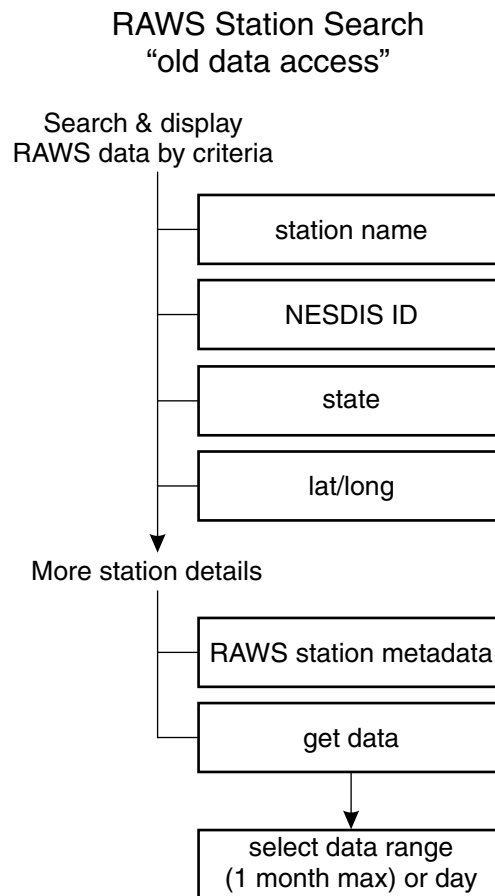 RAWS Station Search
“old data access”
Search & display
RAWS data by criteria
station name
NESDIS ID
state
lat/long
More station details
RAWS station metadata
get data
select data range
(1 month max) or day